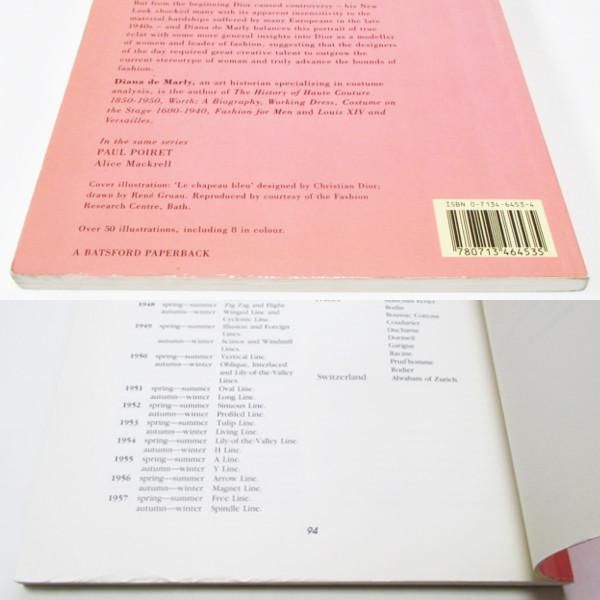 But from the beginning Dior caused controversy – his New
Look shocked many with its apparent insensitivity to the
material hardships suffered by many Europeans in the late
1940s – and Diana de Marly balances this portrait of true
éclat with some more general insights into Dior as a modeller
of women and leader of fashion, suggesting that the designers
of the day required great creative talent to outgrow the
current stereotype of woman and truly advance the bounds of
fashion.
Diana de Marly, an art historian specializing in costume
analysis, is the author of The History of Haute Couture
1850-1950, Worth: A Biography, Working Dress, Costume on
the Stage 1600-1940, Fashion for Men and Louis XIV and
Versailles.
In the same series
PAUL POIRET
Alice Mackrell
Cover illustration: 'Le chapeau bleu' designed by Christian Dior;
drawn by René Gruau. Reproduced by courtesy of the Fashion
Research Centre, Bath.
Over 50 illustrations, including 8 in colour.
A BATSFORD PAPERBACK
ISBN 0-7134-6453-4
780713 464535
1948 spring—summer Zig Zag and Flight
autumn—winter Winged Line and
Cyclonic Line.
1949 spring—summer Illusion and Foreign
Lines.
autumn—winter Scissor and Windmill
Lines.
1950 spring—summer Vertical Line.
autumn—winter Oblique, Interlaced
and Lily-of-the-Valley
Lines.
1951 spring—summer Oval Line.
autumn—winter Long Line.
1952 spring—summer Sinuous Line.
autumn—winter Profiled Line.
1953 spring—summer Tulip Line.
autumn—winter Living Line.
1954 spring—summer Lily-of-the-Valley Line
autumn—winter H Line.
1955 spring—summer A Line.
autumn—winter Y Line.
1956 spring—summer Arrow Line.
autumn—winter Magnet Line.
1957 spring—summer Free Line.
autumn—winter Spindle Line.
Bodin
Boussac Cottons
Coudurier
Ducharne
Dormeil
Garigue
Racine
Prud'homme
Rodier
Switzerland Abraham of Zurich.
94